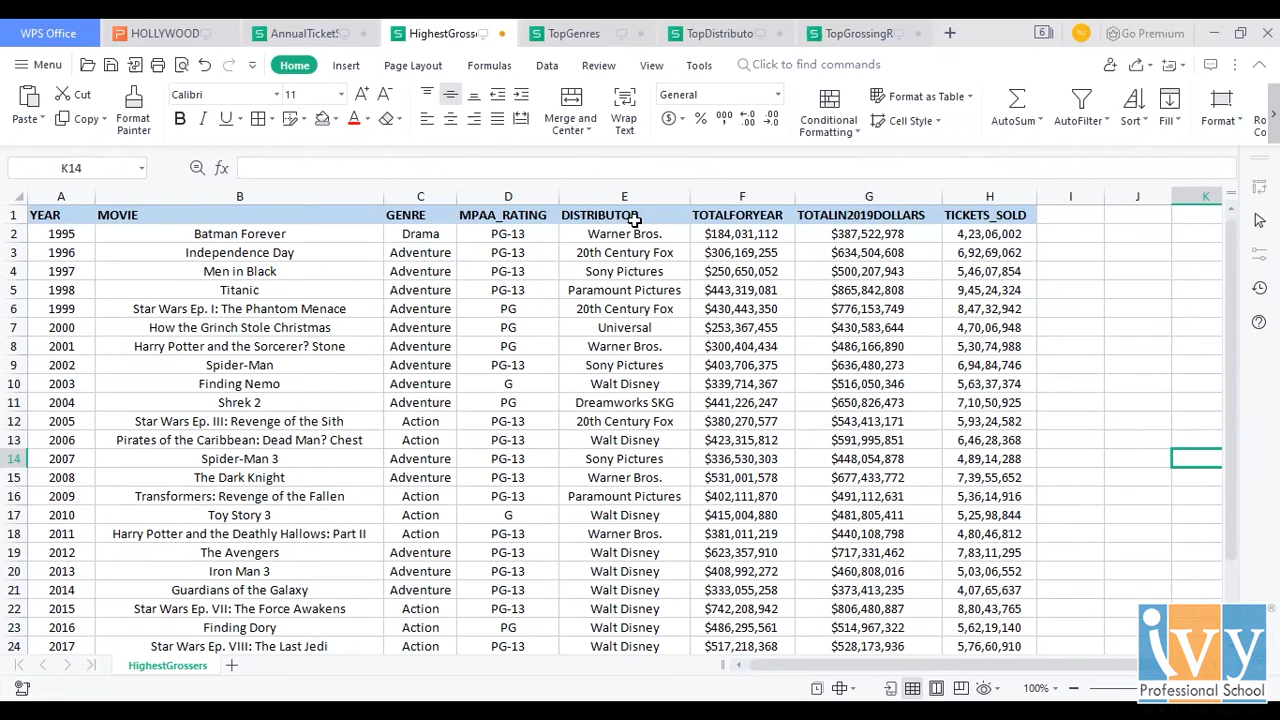 WPS Office HOLLYWOOD AnnualTicketS HighestGrosse TopGenres TopDistributo TopGrossingR 6 NJ Go Premium
Menu Home Insert Page Layout Formulas Data Review View Tools Click to find commands
Paste Cut Copy Format Painter Calibri 11 Merge and Center Wrap Text General Conditional Formatting Format as Table Cell Style AutoSum AutoFilter Sort Fill Format Ro Co
K14 fx
A B C D E F G H I J K
1 YEAR MOVIE GENRE MPAA_RATING DISTRIBUTOR TOTALFORYEAR TOTALIN2019DOLLARS TICKETS_SOLD
2 1995 Batman Forever Drama PG-13 Warner Bros. $184,031,112 $387,522,978 4,23,06,002
3 1996 Independence Day Adventure PG-13 20th Century Fox $306,169,255 $634,504,608 6,92,69,062
4 1997 Men in Black Adventure PG-13 Sony Pictures $250,650,052 $500,207,943 5,46,07,854
5 1998 Titanic Adventure PG-13 Paramount Pictures $443,319,081 $865,842,808 9,45,24,324
6 1999 Star Wars Ep. I: The Phantom Menace Adventure PG 20th Century Fox $430,443,350 $776,153,749 8,47,32,942
7 2000 How the Grinch Stole Christmas Adventure PG Universal $253,367,455 $430,583,644 4,70,06,948
8 2001 Harry Potter and the Sorcerer? Stone Adventure PG Warner Bros. $300,404,434 $486,166,890 5,30,74,988
9 2002 Spider-Man Adventure PG-13 Sony Pictures $403,706,375 $636,480,273 6,94,84,746
10 2003 Finding Nemo Adventure G Walt Disney $339,714,367 $516,050,346 5,63,37,374
11 2004 Shrek 2 Adventure PG Dreamworks SKG $441,226,247 $650,826,473 7,10,50,925
12 2005 Star Wars Ep. III: Revenge of the Sith Action PG-13 20th Century Fox $380,270,577 $543,413,171 5,93,24,582
13 2006 Pirates of the Caribbean: Dead Man? Chest Action PG-13 Walt Disney $423,315,812 $591,995,851 6,46,28,368
14 2007 Spider-Man 3 Adventure PG-13 Sony Pictures $336,530,303 $448,054,878 4,89,14,288
15 2008 The Dark Knight Adventure PG-13 Warner Bros. $531,001,578 $677,433,772 7,39,55,652
16 2009 Transformers: Revenge of the Fallen Action PG-13 Paramount Pictures $402,111,870 $491,112,631 5,36,14,916
17 2010 Toy Story 3 Action G Walt Disney $415,004,880 $481,805,411 5,25,98,844
18 2011 Harry Potter and the Deathly Hallows: Part II Action PG-13 Warner Bros. $381,011,219 $440,108,798 4,80,46,812
19 2012 The Avengers Adventure PG-13 Walt Disney $623,357,910 $717,331,462 7,83,11,295
20 2013 Iron Man 3 Adventure PG-13 Walt Disney $408,992,272 $460,808,016 5,03,06,552
21 2014 Guardians of the Galaxy Adventure PG-13 Walt Disney $333,055,258 $373,413,235 4,07,65,637
22 2015 Star Wars Ep. VII: The Force Awakens Action PG-13 Walt Disney $742,208,942 $806,480,887 8,80,43,765
23 2016 Finding Dory Action PG Walt Disney $486,295,561 $514,967,322 5,62,19,140
24 2017 Star Wars Ep. VIII: The Last Jedi Action PG-13 Walt Disney $517,218,368 $528,173,936 5,76,60,910
HighestGrossers
100%
ivy
Professional School